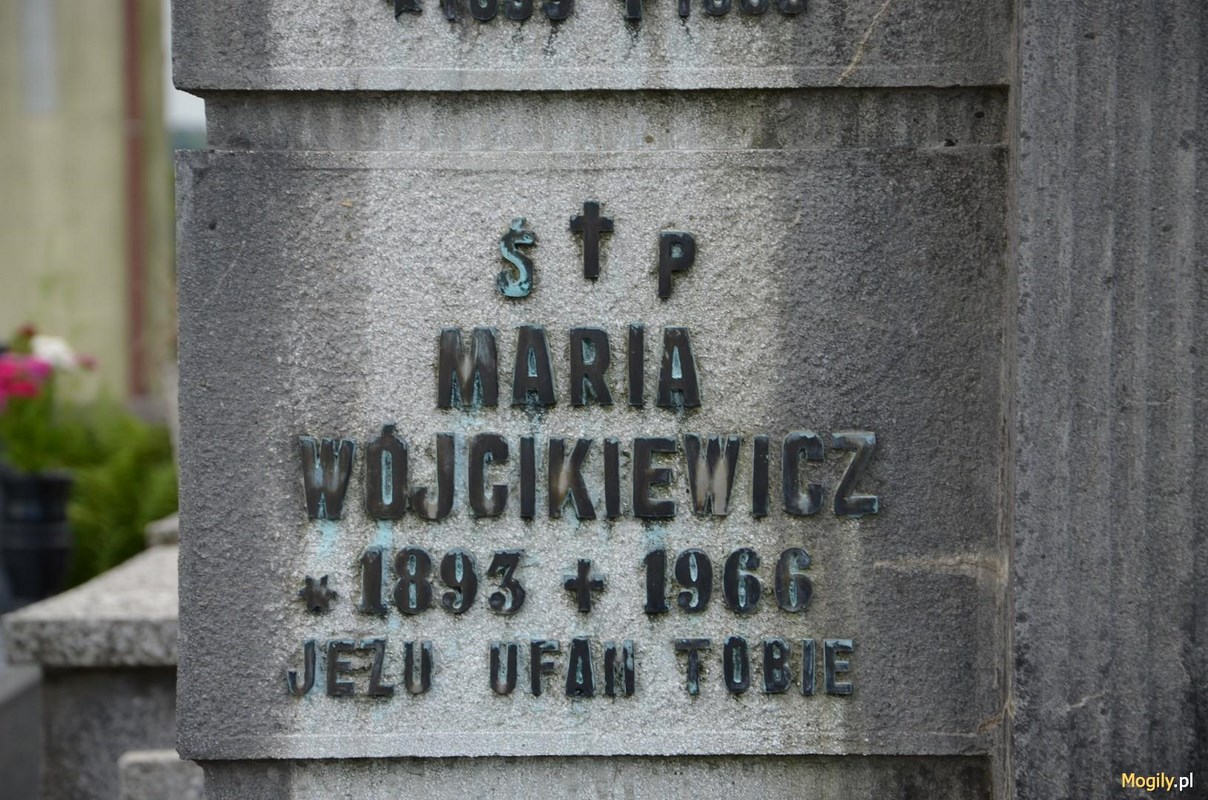 Ś † P
MARIA
WÓJCIKIEWICZ
* 1893 † 1966
JEZU UFAM TOBIE
Mogily.pl